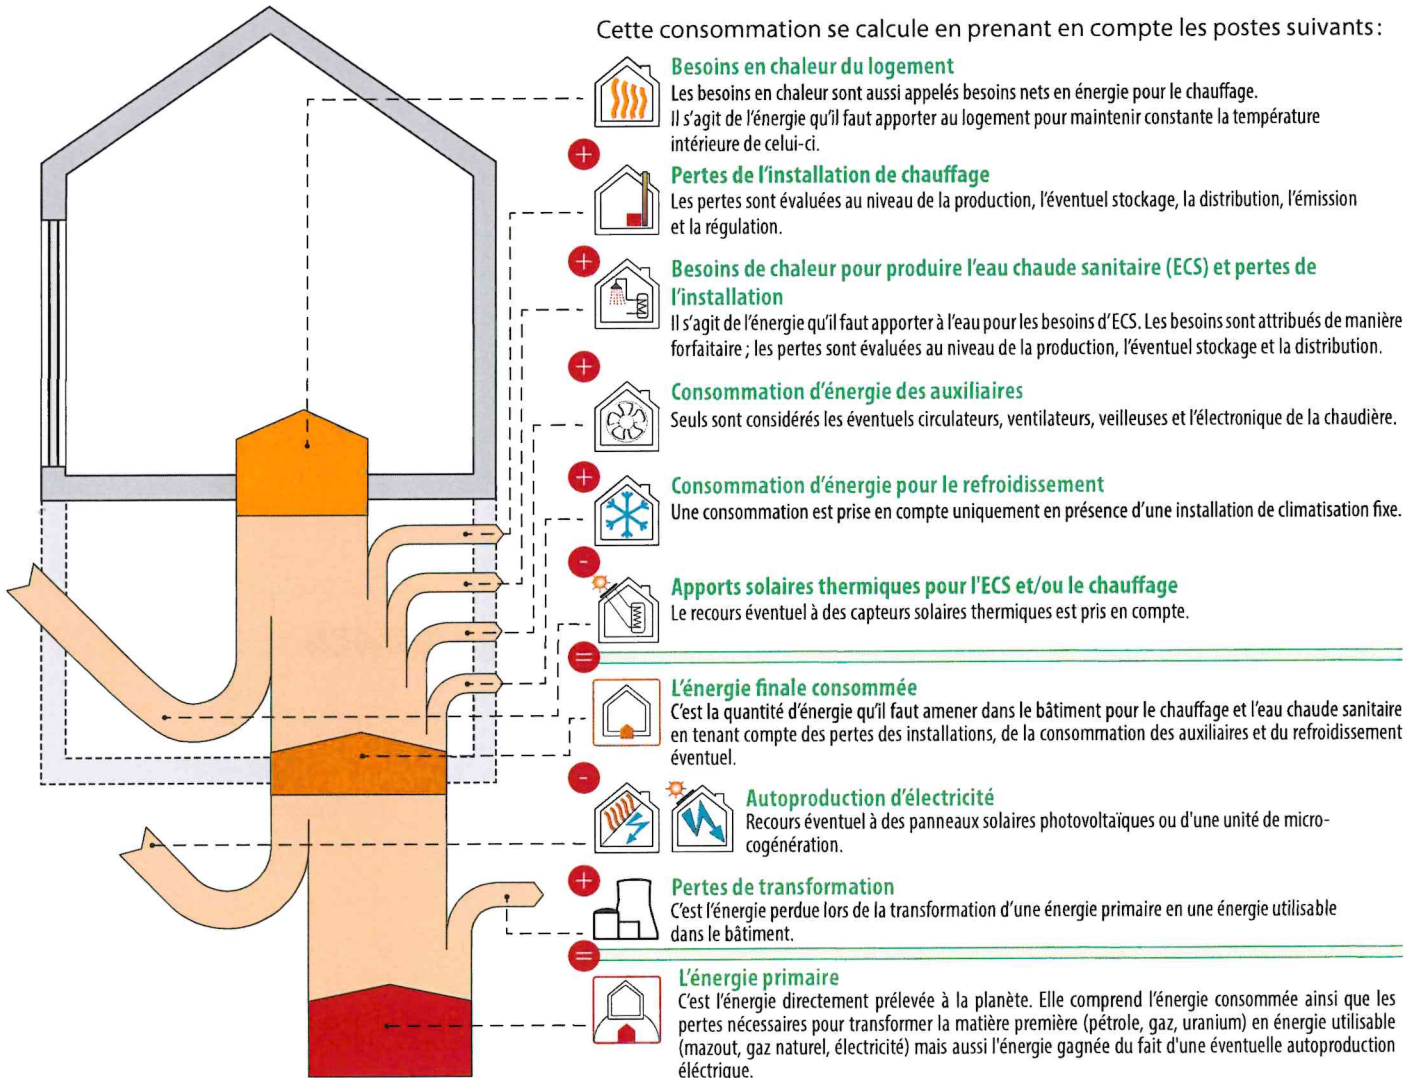 Cette consommation se calcule en prenant en compte les postes suivants :
Besoins en chaleur du logement
Les besoins en chaleur sont aussi appelés besoins nets en énergie pour le chauffage.
Il s'agit de l'énergie qu'il faut apporter au logement pour maintenir constante la température
intérieure de celui-ci.
+
Pertes de l'installation de chauffage
Les pertes sont évaluées au niveau de la production, l'éventuel stockage, la distribution, l'émission
et la régulation.
+
Besoins de chaleur pour produire l'eau chaude sanitaire (ECS) et pertes de
l'installation
Il s'agit de l'énergie qu'il faut apporter à l'eau pour les besoins d'ECS. Les besoins sont attribués de manière
forfaitaire ; les pertes sont évaluées au niveau de la production, l'éventuel stockage et la distribution.
+
Consommation d'énergie des auxiliaires
Seuls sont considérés les éventuels circulateurs, ventilateurs, veilleuses et l'électronique de la chaudière.
+
Consommation d'énergie pour le refroidissement
Une consommation est prise en compte uniquement en présence d'une installation de climatisation fixe.
-
Apports solaires thermiques pour l'ECS et/ou le chauffage
Le recours éventuel à des capteurs solaires thermiques est pris en compte.
=
L'énergie finale consommée
C'est la quantité d'énergie qu'il faut amener dans le bâtiment pour le chauffage et l'eau chaude sanitaire
en tenant compte des pertes des installations, de la consommation des auxiliaires et du refroidissement
éventuel.
-
Autoproduction d'électricité
Recours éventuel à des panneaux solaires photovoltaïques ou d'une unité de micro-
cogénération.
+
Pertes de transformation
C'est l'énergie perdue lors de la transformation d'une énergie primaire en une énergie utilisable
dans le bâtiment.
=
L'énergie primaire
C'est l'énergie directement prélevée à la planète. Elle comprend l'énergie consommée ainsi que les
pertes nécessaires pour transformer la matière première (pétrole, gaz, uranium) en énergie utilisable
(mazout, gaz naturel, électricité) mais aussi l'énergie gagnée du fait d'une éventuelle autoproduction
éléctrique.